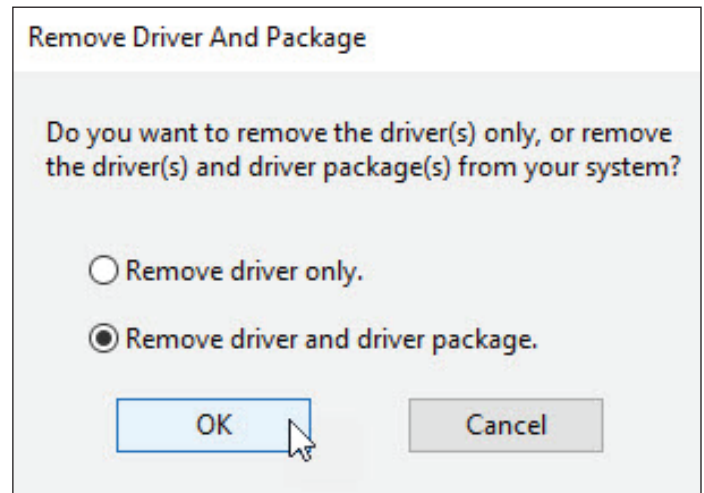 Remove Driver And Package
Do you want to remove the driver(s) only, or remove
the driver(s) and driver package(s) from your system?
Remove driver only.
Remove driver and driver package.
OK
Cancel